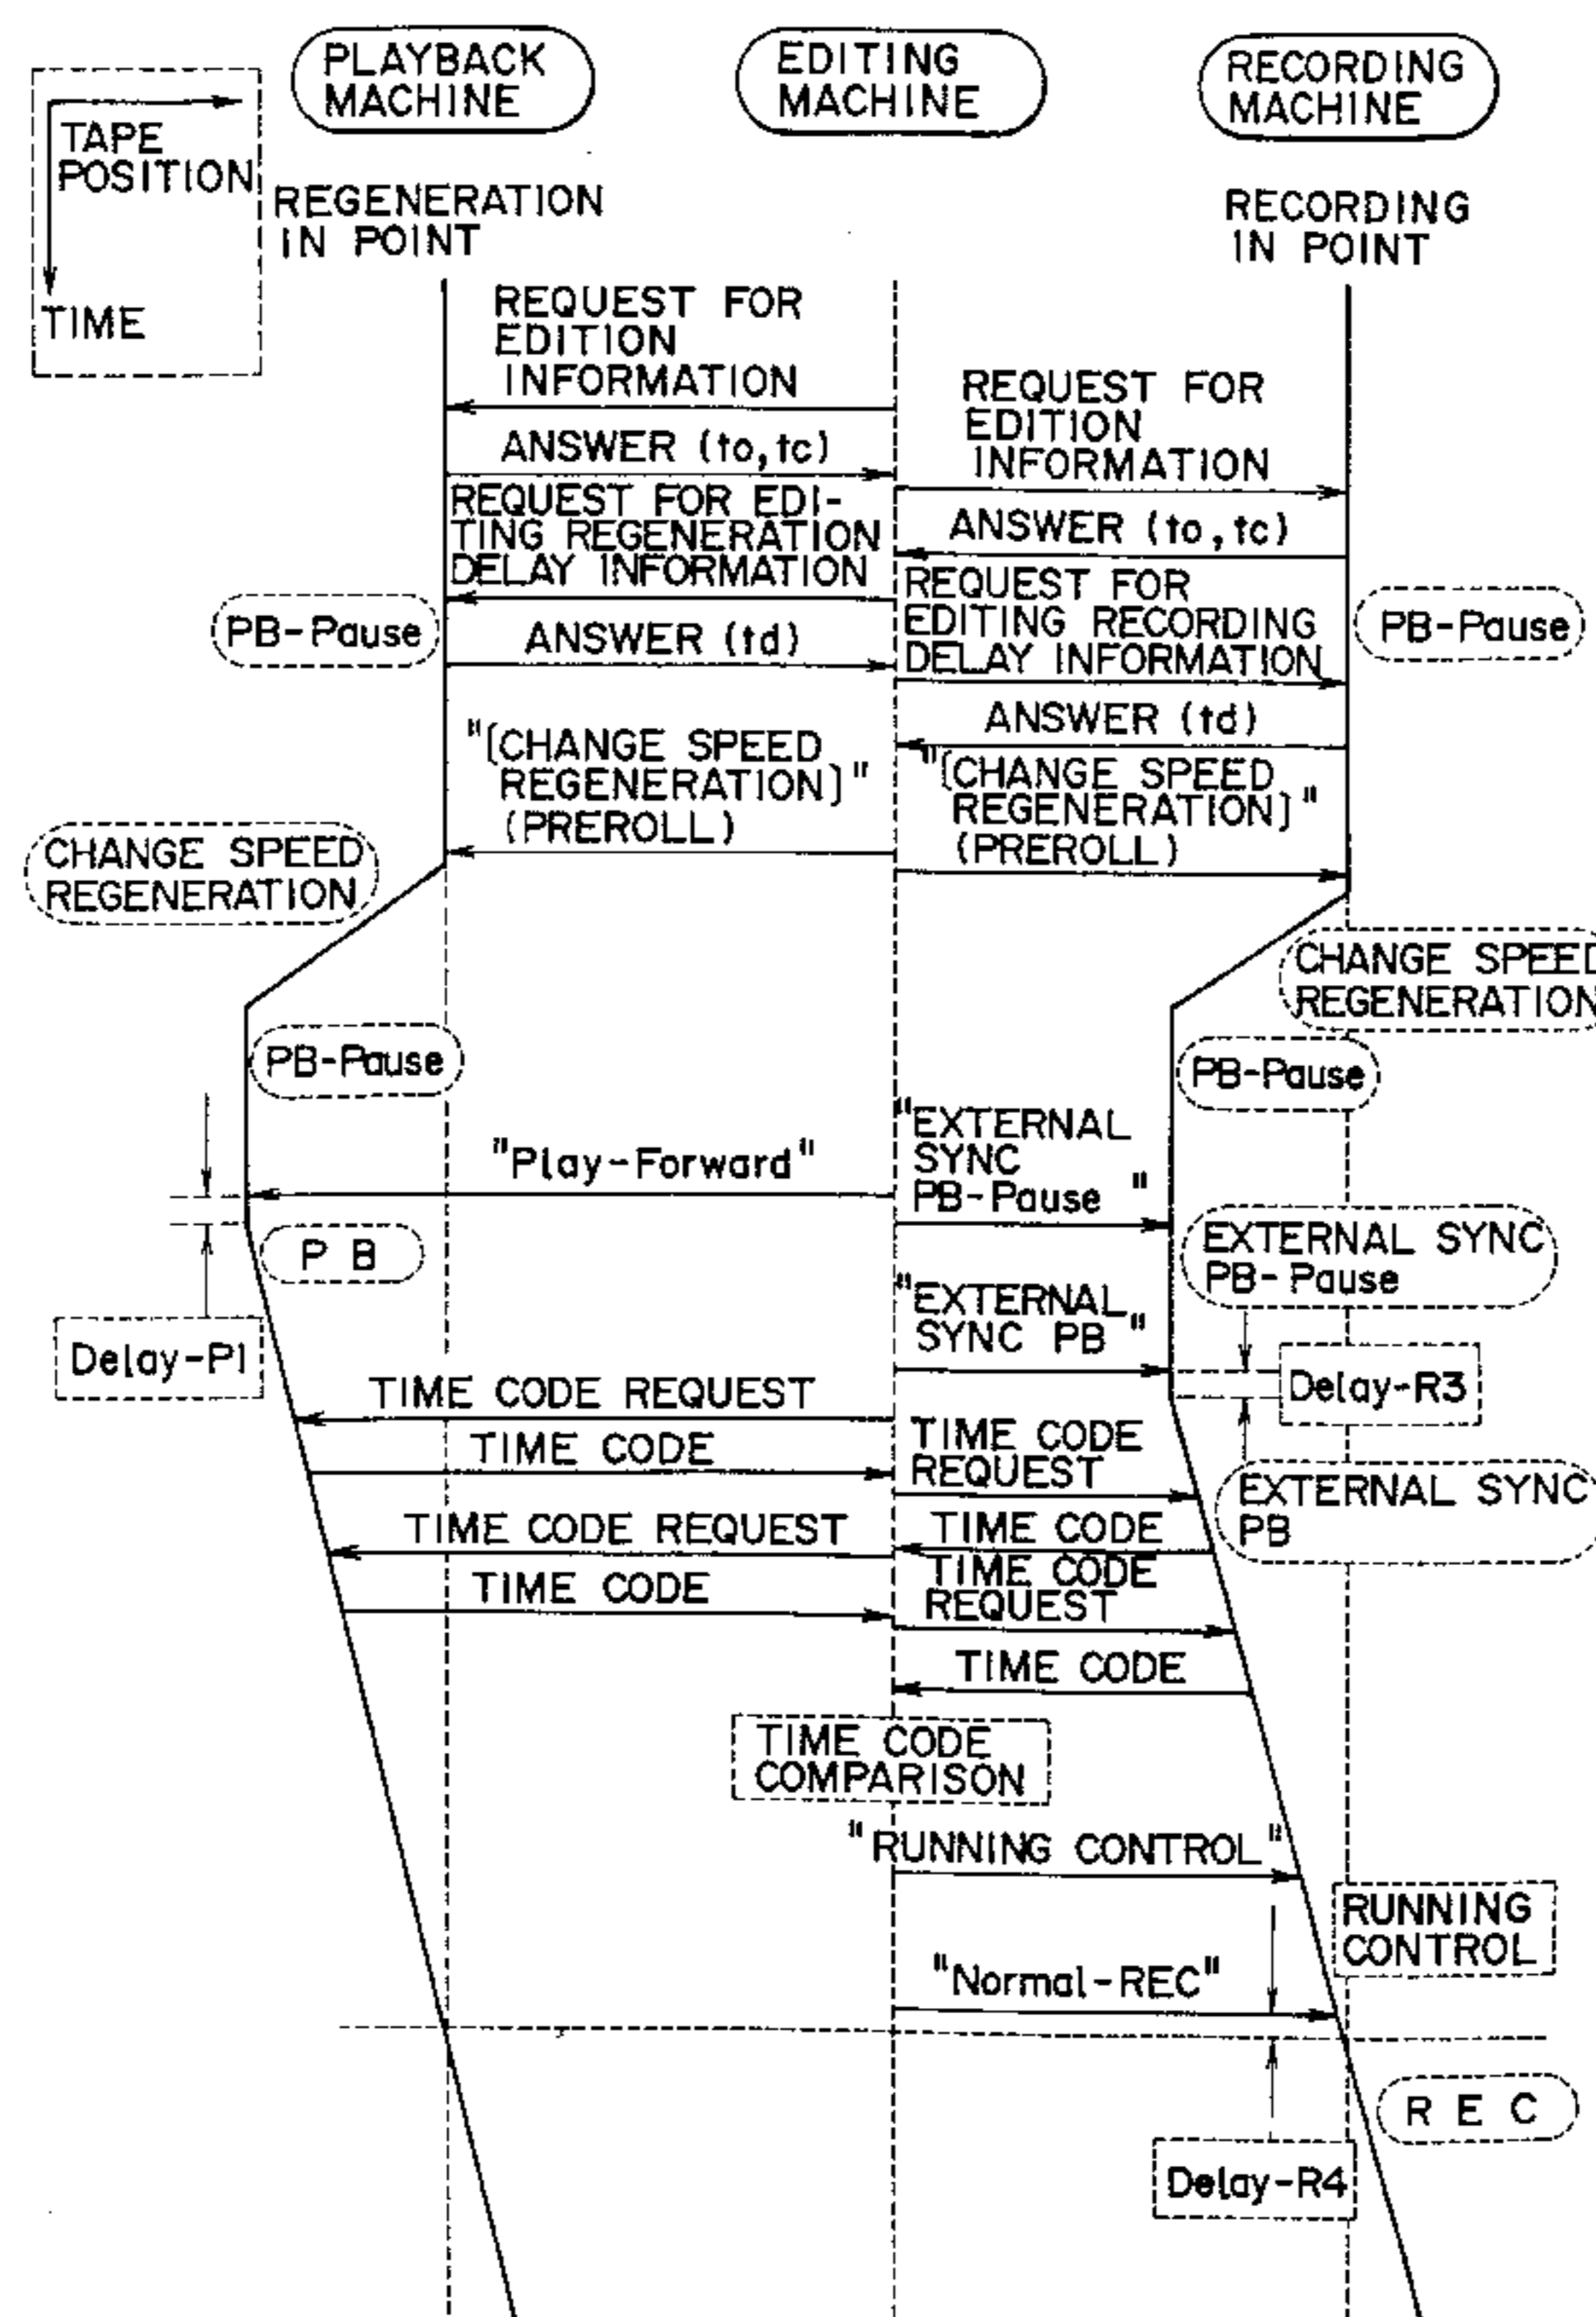 PLAYBACK
MACHINE
EDITING
MACHINE
RECORDING
MACHINE
TAPE
POSITION
TIME
REGENERATION
IN POINT
RECORDING
IN POINT
REQUEST FOR
EDITION
INFORMATION
REQUEST FOR
EDITION
INFORMATION
ANSWER (to,tc)
REQUEST FOR EDI-
TING REGENERATION
DELAY INFORMATION
ANSWER (to,tc)
REQUEST FOR
EDITING RECORDING
DELAY INFORMATION
PB-Pause
ANSWER (td)
PB-Pause
ANSWER (td)
"[CHANGE SPEED
REGENERATION]"
(PREROLL)
"[CHANGE SPEED
REGENERATION]"
(PREROLL)
CHANGE SPEED
REGENERATION
CHANGE SPEED
REGENERATION
PB-Pause
PB-Pause
"Play-Forward"
"EXTERNAL
SYNC
PB-Pause "
PB
EXTERNAL SYNC
PB-Pause
"EXTERNAL
SYNC PB "
Delay-P1
Delay-R3
TIME CODE REQUEST
TIME CODE
TIME CODE
REQUEST
EXTERNAL SYNC
PB
TIME CODE REQUEST
TIME CODE
TIME CODE
TIME CODE
REQUEST
TIME CODE
TIME CODE
COMPARISON
"RUNNING CONTROL"
RUNNING
CONTROL
"Normal-REC"
REC
Delay-R4